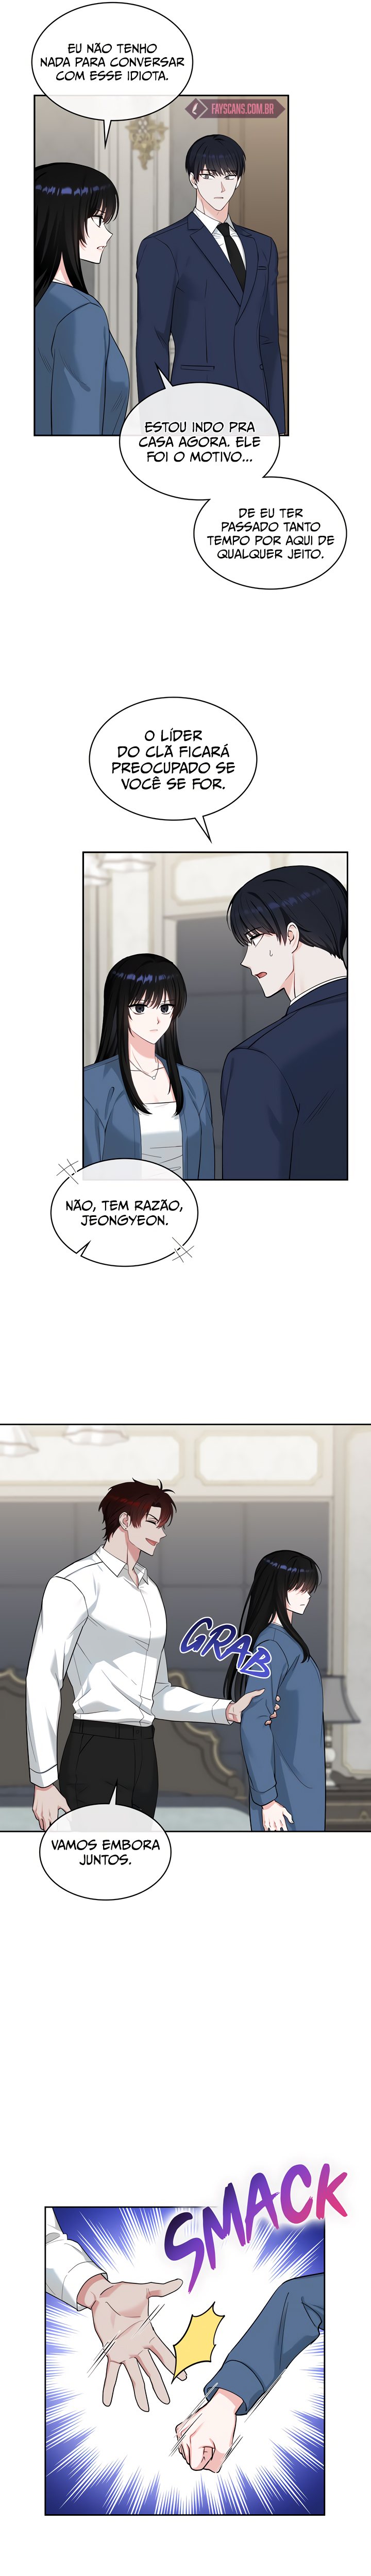 EU NÃO TENHO
NADA PARA CONVERSAR
COM ESSE IDIOTA.
FAYSCANS.COM.BR
ESTOU INDO PRA
CASA AGORA. ELE
FOI O MOTIVO...
DE EU TER
PASSADO TANTO
TEMPO POR AQUI DE
QUALQUER JEITO.
O LÍDER
DO CLÃ FICARÁ
PREOCUPADO SE
VOCÊ SE FOR.
NÃO, TEM RAZÃO,
JEONGYEON.
GRAB
VAMOS EMBORA
JUNTOS.
SMACK